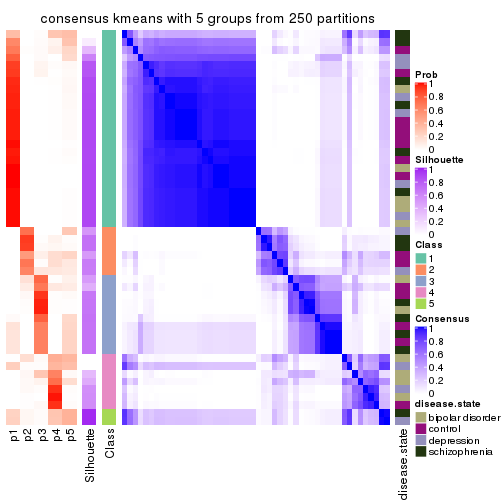 consensus kmeans with 5 groups from 250 partitions
Prob
1
0.8
0.6
0.4
0.2
0
Silhouette
1
0.8
0.6
0.4
0.2
0
Class
1
2
3
4
5
Consensus
1
0.8
0.6
0.4
0.2
0
disease.state
bipolar disorder
control
depression
schizophrenia
p1
p2
p3
p4
p5
Silhouette
Class
disease.state